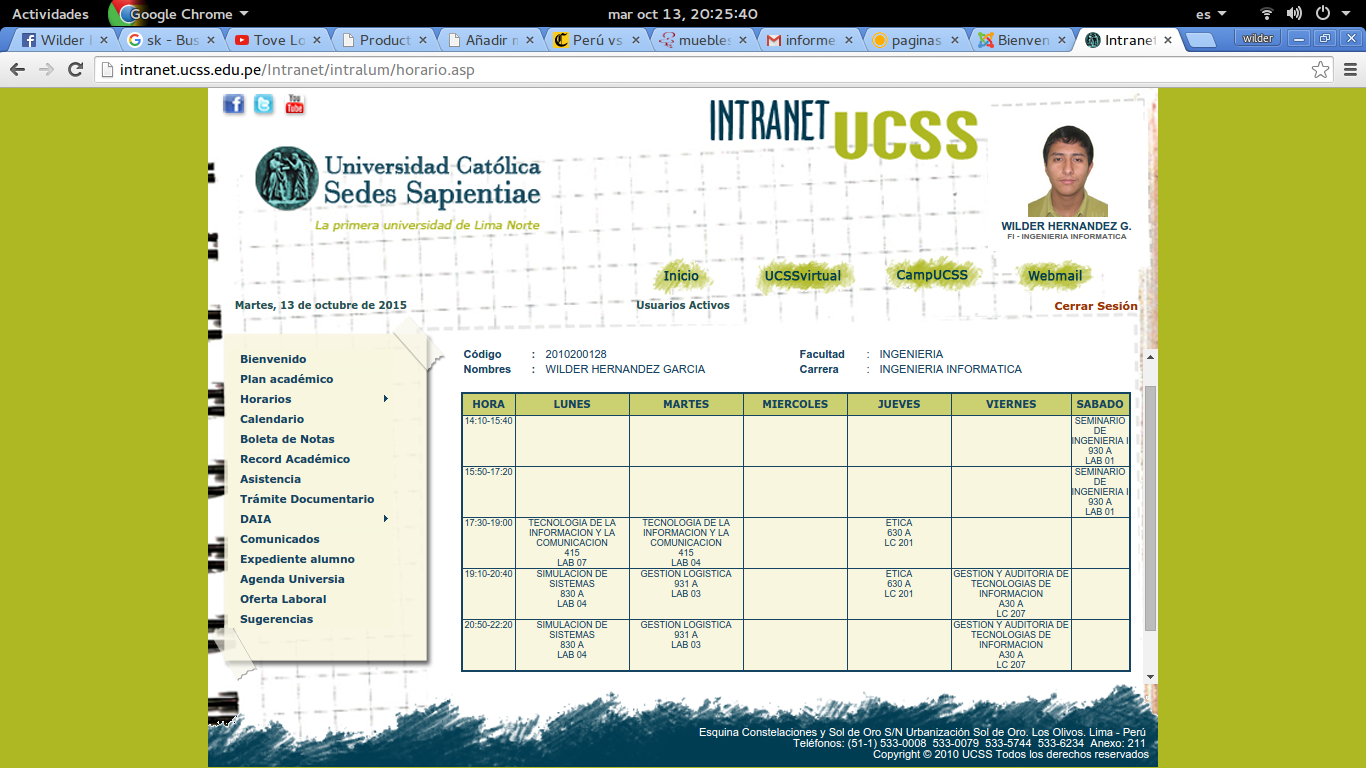 Actividades Google Chrome mar oct 13, 20:25:40 es
Wilder sk - Bus Tove Lo Product Añadir Perú vs muebles informe paginas Bienven Intranet wilder
intranet.ucss.edu.pe/Intranet/intralum/horario.asp
You Tube
INTRANET UCSS
Universidad Católica
Sedes Sapientiae
La primera universidad de Lima Norte
WILDER HERNANDEZ G.
FI - INGENIERIA INFORMATICA
Inicio UCSSvirtual CampUCSS Webmail
Martes, 13 de octubre de 2015 Usuarios Activos Cerrar Sesión
Bienvenido
Plan académico
Horarios
Calendario
Boleta de Notas
Record Académico
Asistencia
Trámite Documentario
DAIA
Comunicados
Expediente alumno
Agenda Universia
Oferta Laboral
Sugerencias
Código : 2010200128 Facultad : INGENIERIA
Nombres : WILDER HERNANDEZ GARCIA Carrera : INGENIERIA INFORMATICA
HORA LUNES MARTES MIERCOLES JUEVES VIERNES SABADO
14:10-15:40 SEMINARIO
DE
INGENIERIA I
930 A
LAB 01
15:50-17:20 SEMINARIO
DE
INGENIERIA I
930 A
LAB 01
17:30-19:00 TECNOLOGIA DE LA TECNOLOGIA DE LA ETICA
INFORMACION Y LA INFORMACION Y LA 630 A
COMUNICACION COMUNICACION LC 201
415 415
LAB 07 LAB 04
19:10-20:40 SIMULACION DE GESTION LOGISTICA ETICA GESTION Y AUDITORIA DE
SISTEMAS 931 A 630 A TECNOLOGIAS DE
830 A LAB 03 LC 201 INFORMACION
LAB 04 A30 A
LC 207
20:50-22:20 SIMULACION DE GESTION LOGISTICA GESTION Y AUDITORIA DE
SISTEMAS 931 A TECNOLOGIAS DE
830 A LAB 03 INFORMACION
LAB 04 A30 A
LC 207
Esquina Constelaciones y Sol de Oro S/N Urbanización Sol de Oro. Los Olivos. Lima - Perú
Teléfonos: (51-1) 533-0008 533-0079 533-5744 533-6234 Anexo: 211
Copyright © 2010 UCSS Todos los derechos reservados